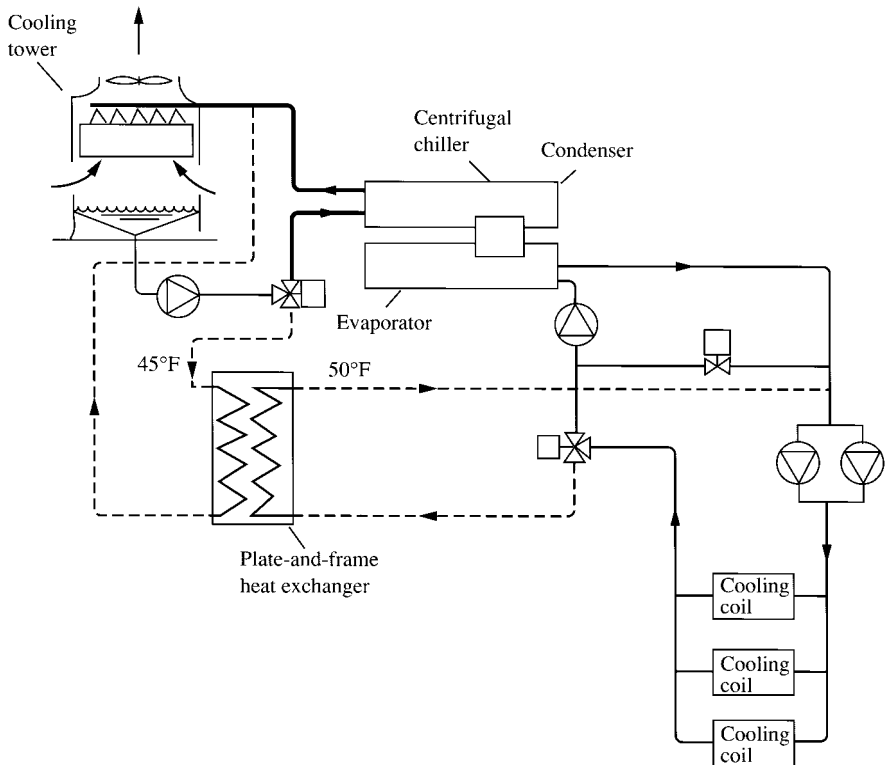 Cooling
tower
Centrifugal
chiller
Condenser
Evaporator
45°F
50°F
Plate-and-frame
heat exchanger
Cooling
coil
Cooling
coil
Cooling
coil